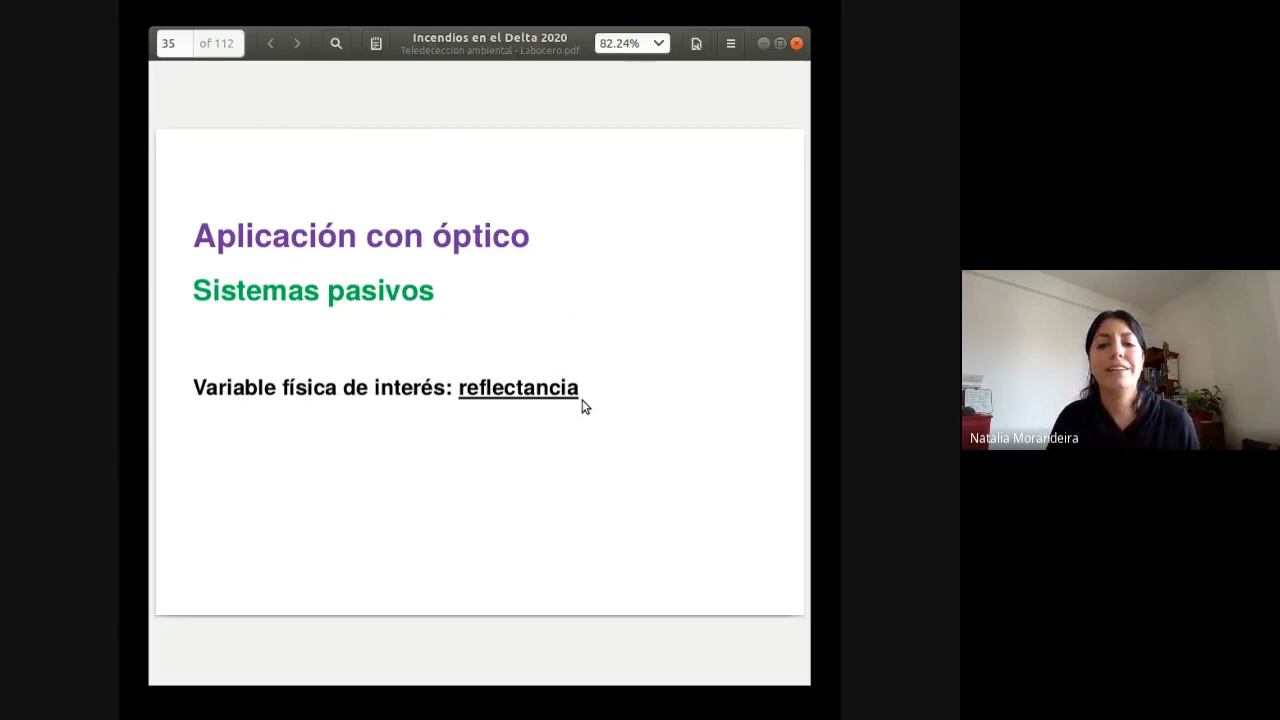 35 of 112
Incendios en el Delta 2020
Teledeteccion ambiental - Labocero.pdf
82.24%
Aplicación con óptico
Sistemas pasivos
Variable física de interés: reflectancia
Natalia Morandeira